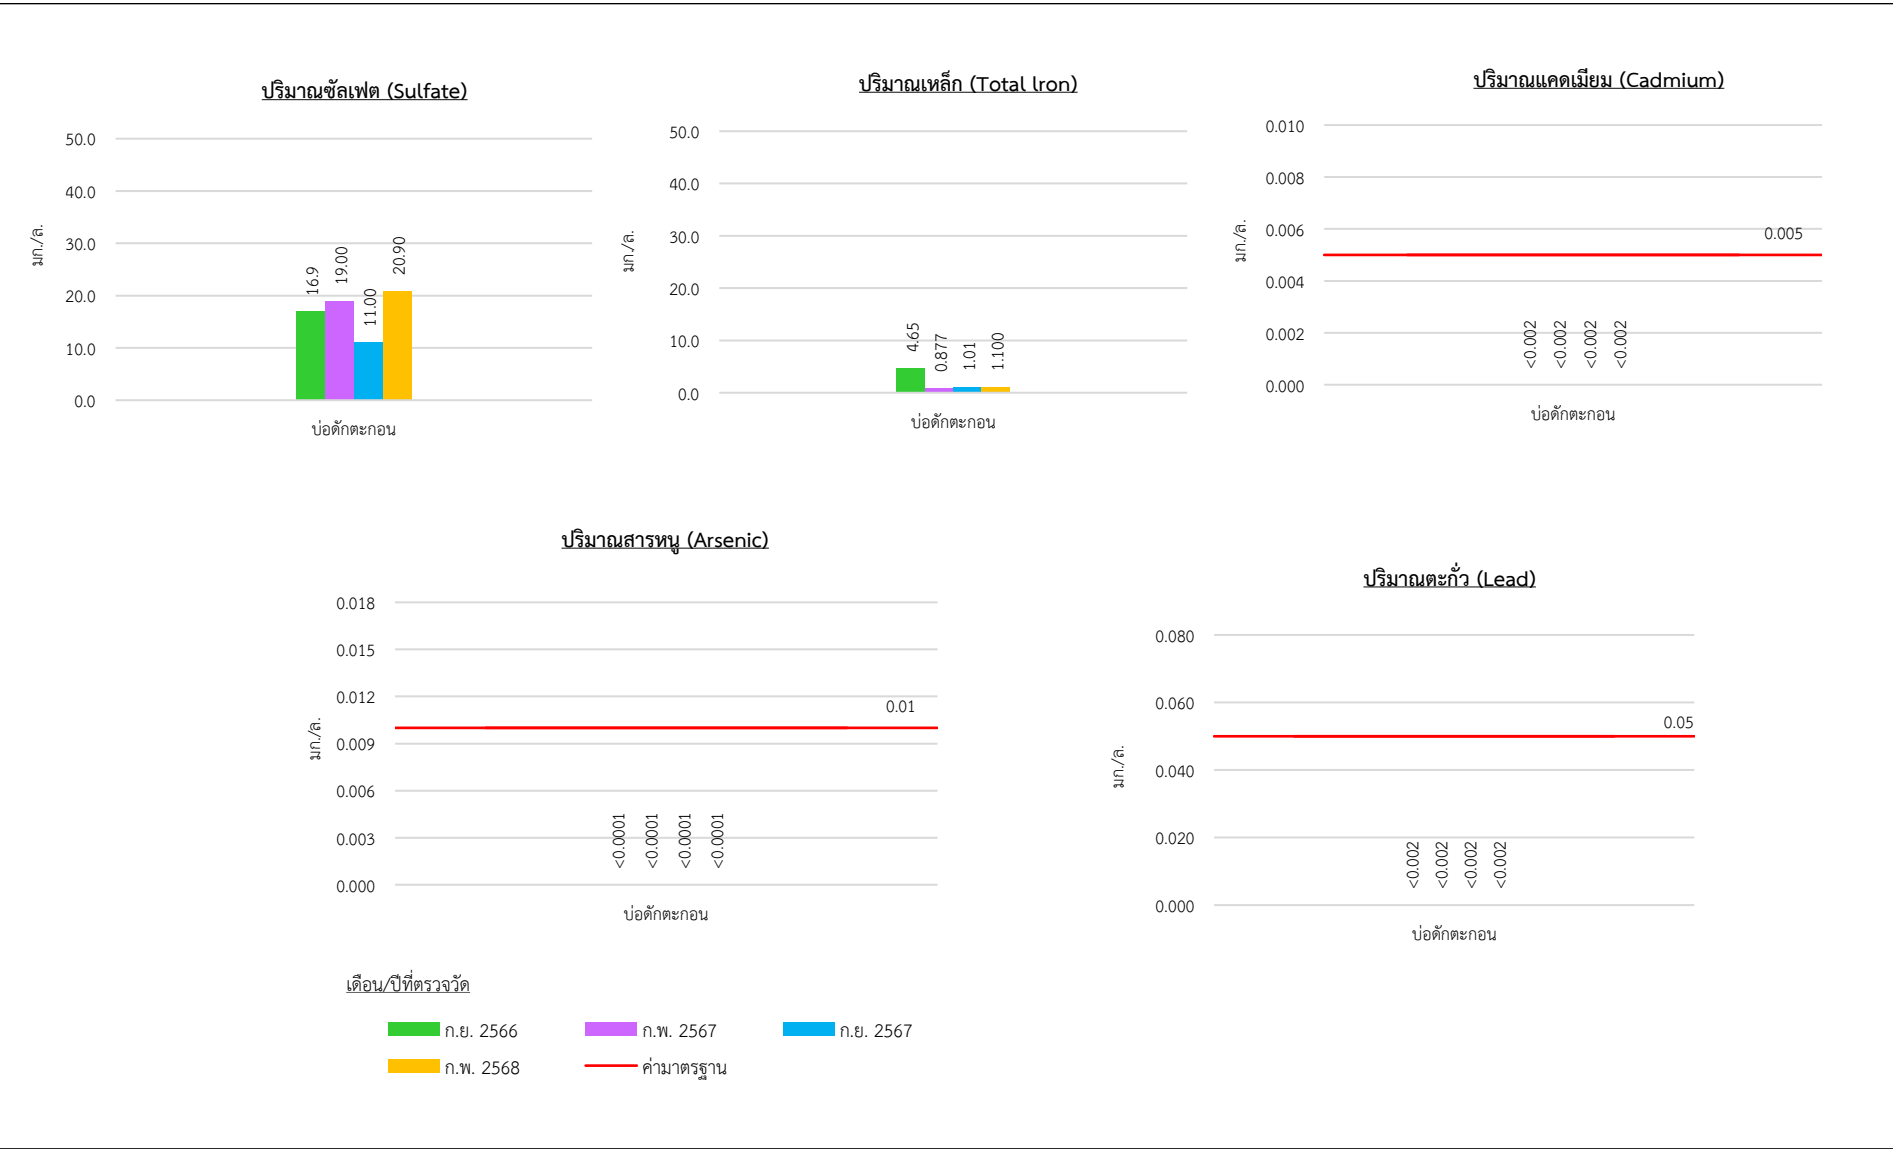 ปริมาณซัลเฟต (Sulfate)
50.0
40.0
30.0
20.0
10.0
0.0
มก./ล.
16.9
19.00
11.00
20.90
บ่อดักตะกอน
ปริมาณเหล็ก (Total lron)
50.0
40.0
30.0
20.0
10.0
0.0
มก./ล.
4.65
0.877
1.01
1.100
บ่อดักตะกอน
ปริมาณแคดเมียม (Cadmium)
0.010
0.008
0.006
0.004
0.002
0.000
มก./ล.
0.005
<0.002
<0.002
<0.002
<0.002
บ่อดักตะกอน
ปริมาณสารหนู (Arsenic)
0.018
0.015
0.012
0.009
0.006
0.003
0.000
มก./ล.
0.01
<0.0001
<0.0001
<0.0001
<0.0001
บ่อดักตะกอน
ปริมาณตะกั่ว (Lead)
0.080
0.060
0.040
0.020
0.000
มก./ล.
0.05
<0.002
<0.002
<0.002
<0.002
บ่อดักตะกอน
เดือน/ปีที่ตรวจวัด
ก.ย. 2566
ก.พ. 2567
ก.ย. 2567
ก.พ. 2568
ค่ามาตรฐาน